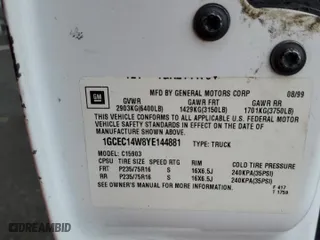 GM
MFD BY GENERAL MOTORS CORP 08/99
GVWR GAWR FRT GAWR RR
2903KG(6400LB) 1429KG(3150LB) 1701KG(3750LB)
THIS VEHICLE CONFORMS TO ALL APPLICABLE U.S. FEDERAL MOTOR VEHICLE SAFETY STANDARDS IN EFFECT ON THE DATE OF MANUFACTURE SHOWN ABOVE.
1GCEC14W8YE144881 TYPE: TRUCK
MODEL: C15903
TIRE SIZE SPEED RTG RIM COLD TIRE PRESSURE
FRT P235/75R16 S 16X6.5J 240KPA(35PSI)
RR P235/75R16 S 16X6.5J 240KPA(35PSI)
SEE OWNER'S MANUAL FOR MORE INFORMATION.
F 417
T 1759